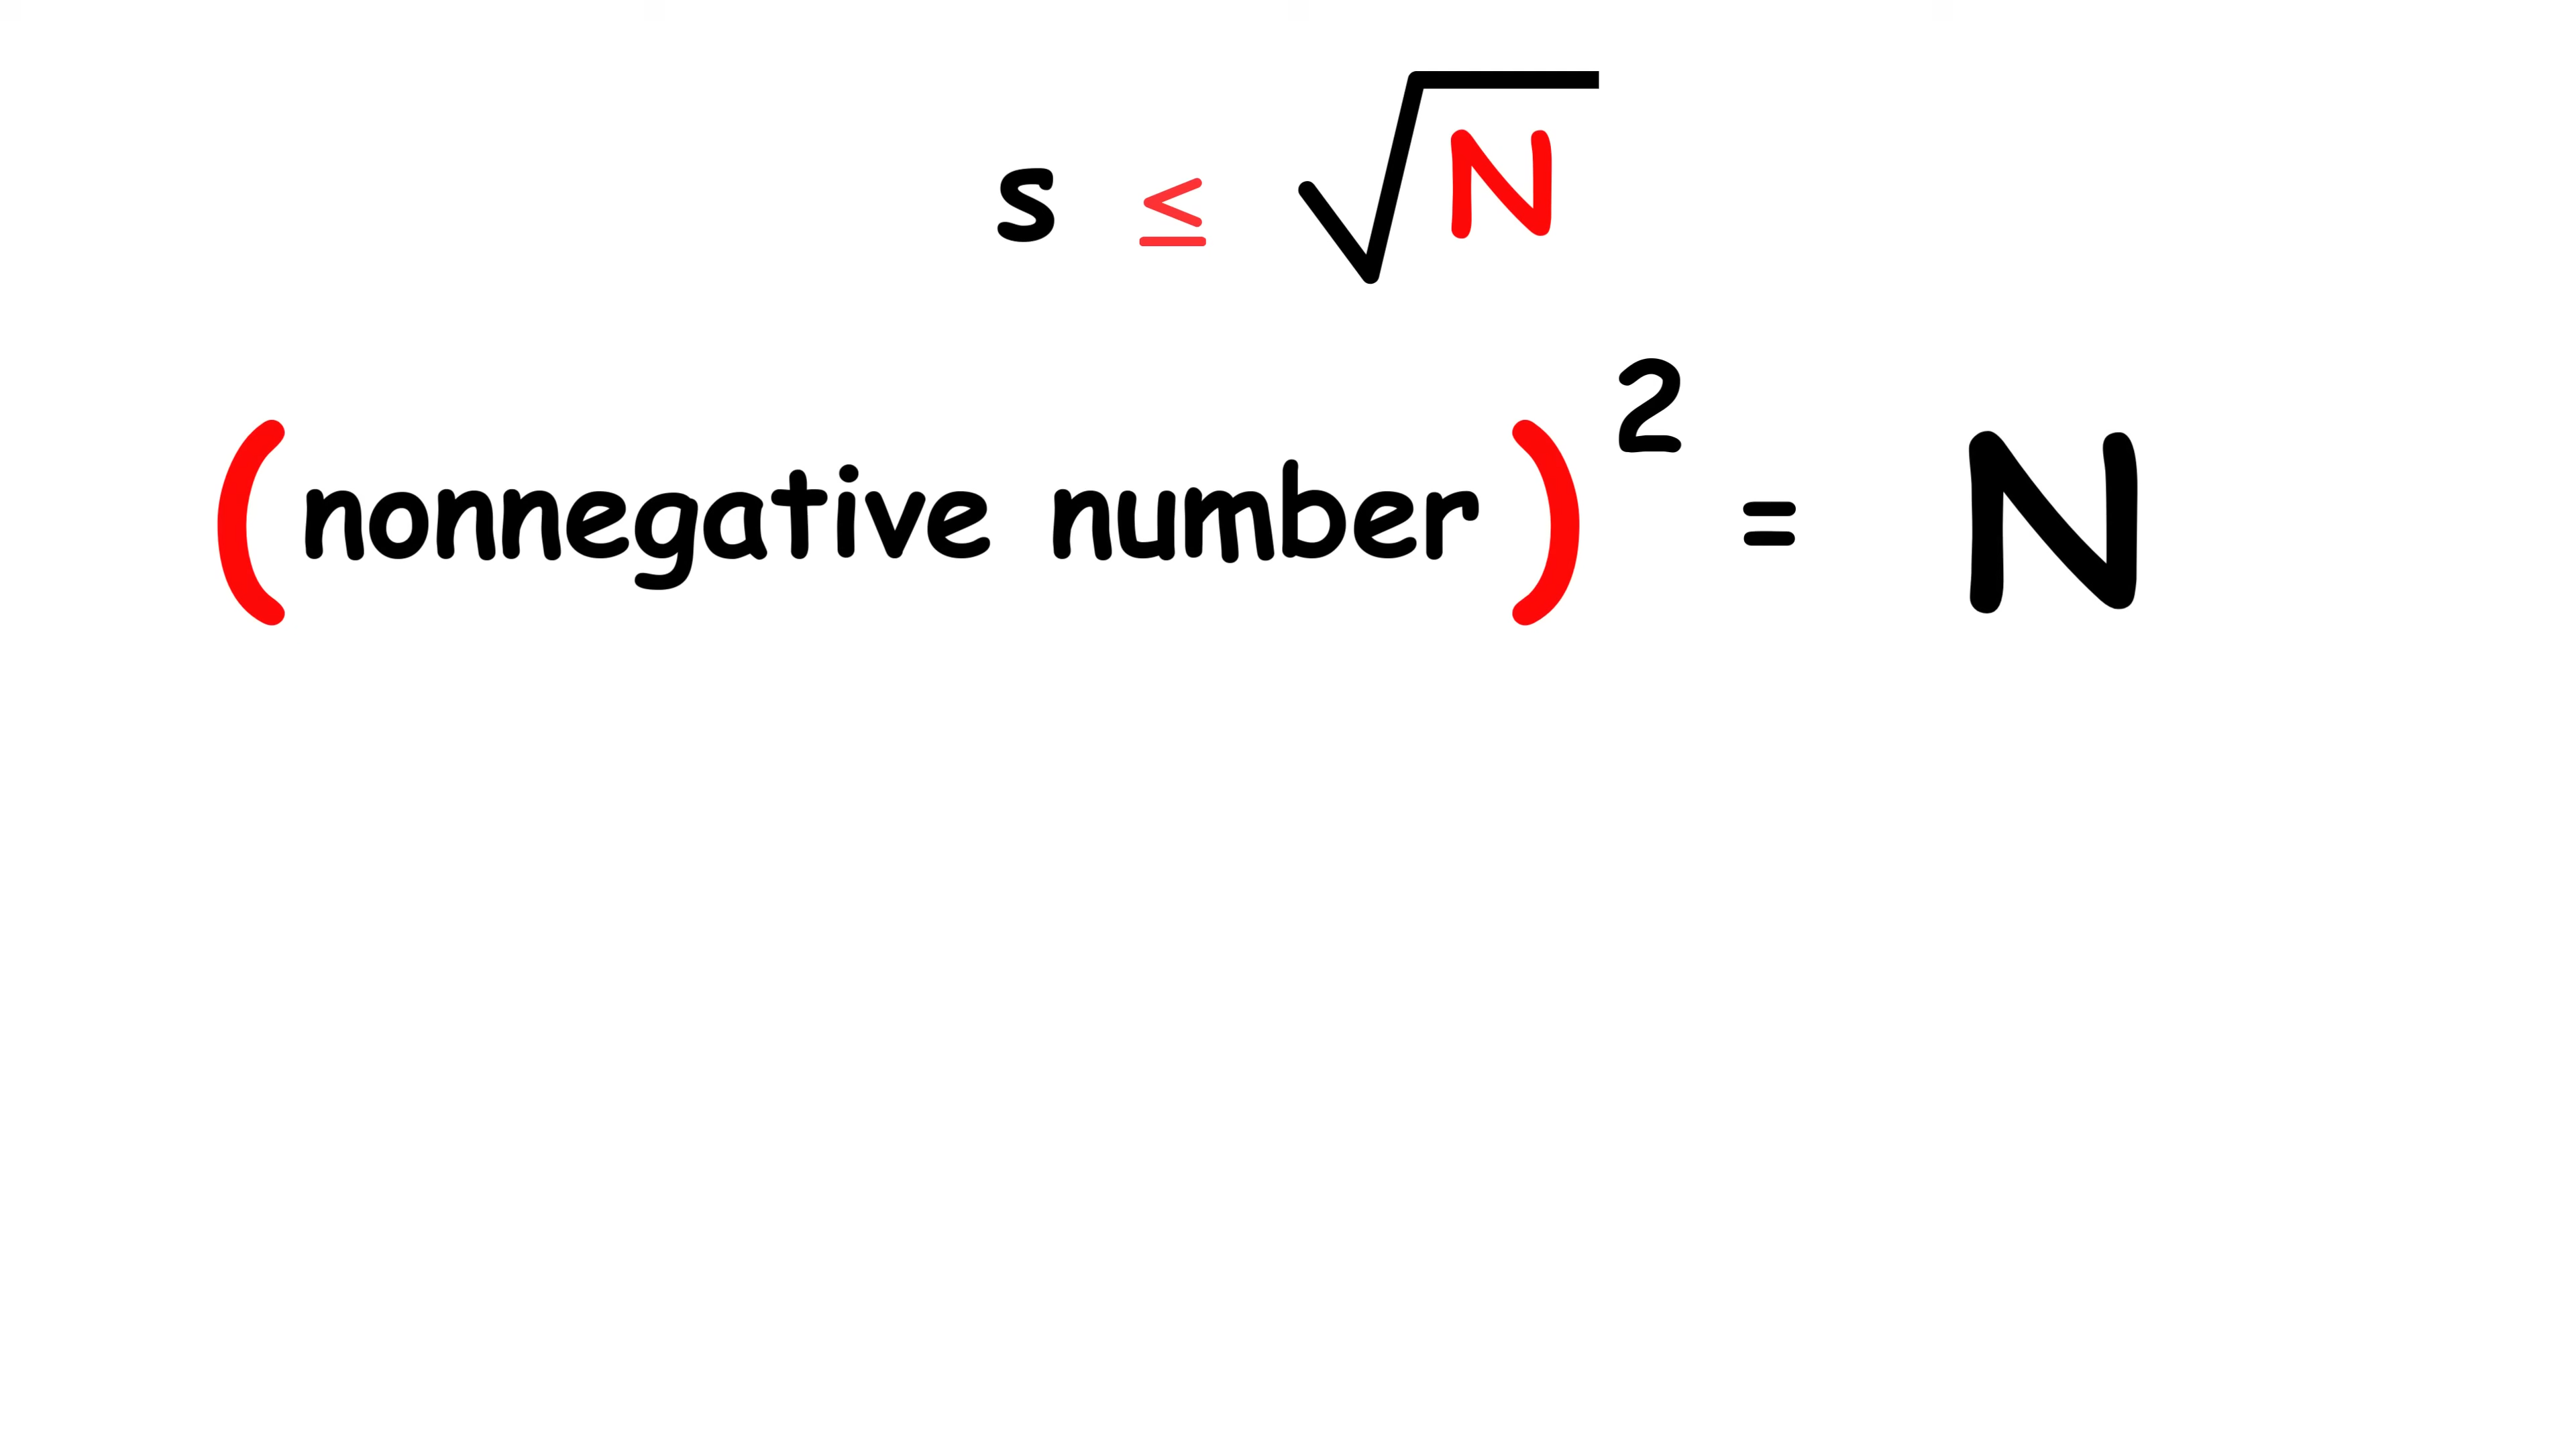 s ≤ √N
(nonnegative number)² = N